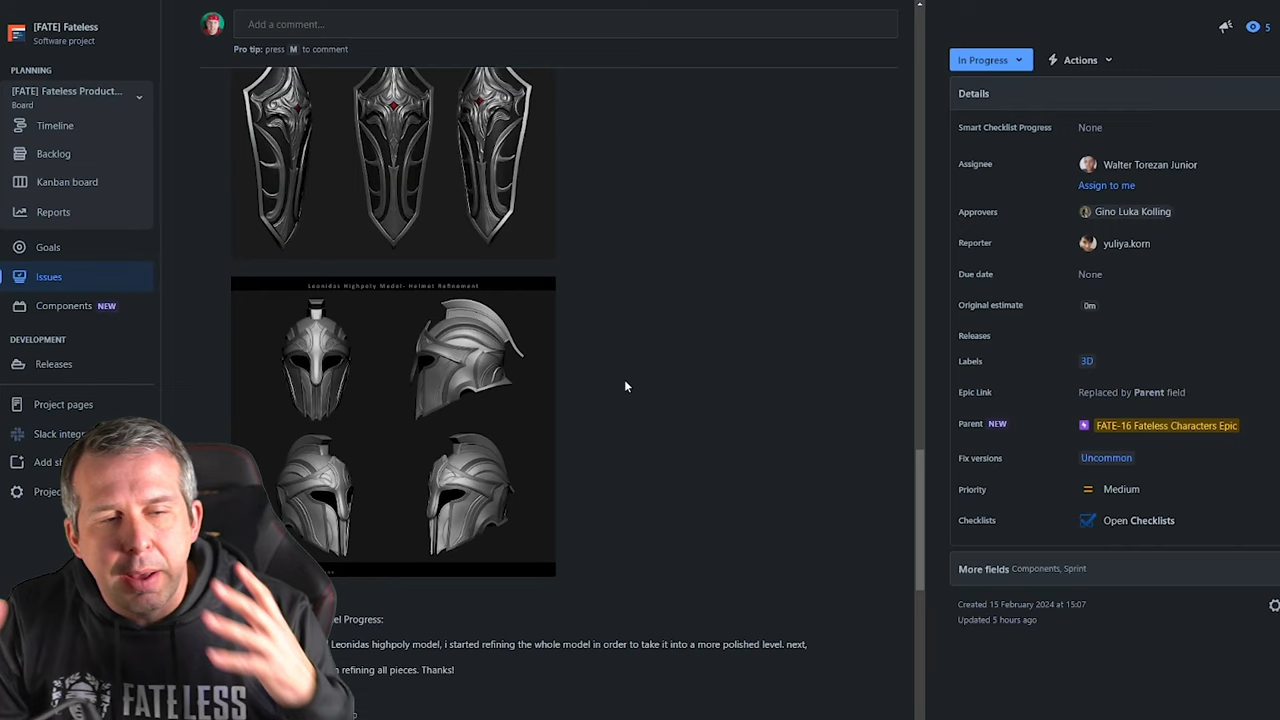 [FATE] Fateless
Software project
PLANNING
[FATE] Fateless Product...
Board
Timeline
Backlog
Kanban board
Reports
Goals
Issues
Components NEW
DEVELOPMENT
Releases
Project pages
Slack integ
Add sh
Projec
Add a comment...
Pro tip: press M to comment
Leonidas Highpoly Model- Helmet Refinement
Progress:
Leonidas highpoly model, i started refining the whole model in order to take it into a more polished level. next,
refining all pieces. Thanks!
FATELESS
5
In Progress
Actions
Details
Smart Checklist Progress None
Assignee Walter Torezan Junior
Assign to me
Approvers Gino Luka Kolling
Reporter yuliya.korn
Due date None
Original estimate 0m
Releases
Labels 3D
Epic Link Replaced by Parent field
Parent NEW FATE-16 Fateless Characters Epic
Fix versions Uncommon
Priority Medium
Checklists Open Checklists
More fields Components, Sprint
Created 15 February 2024 at 15:07
Updated 5 hours ago